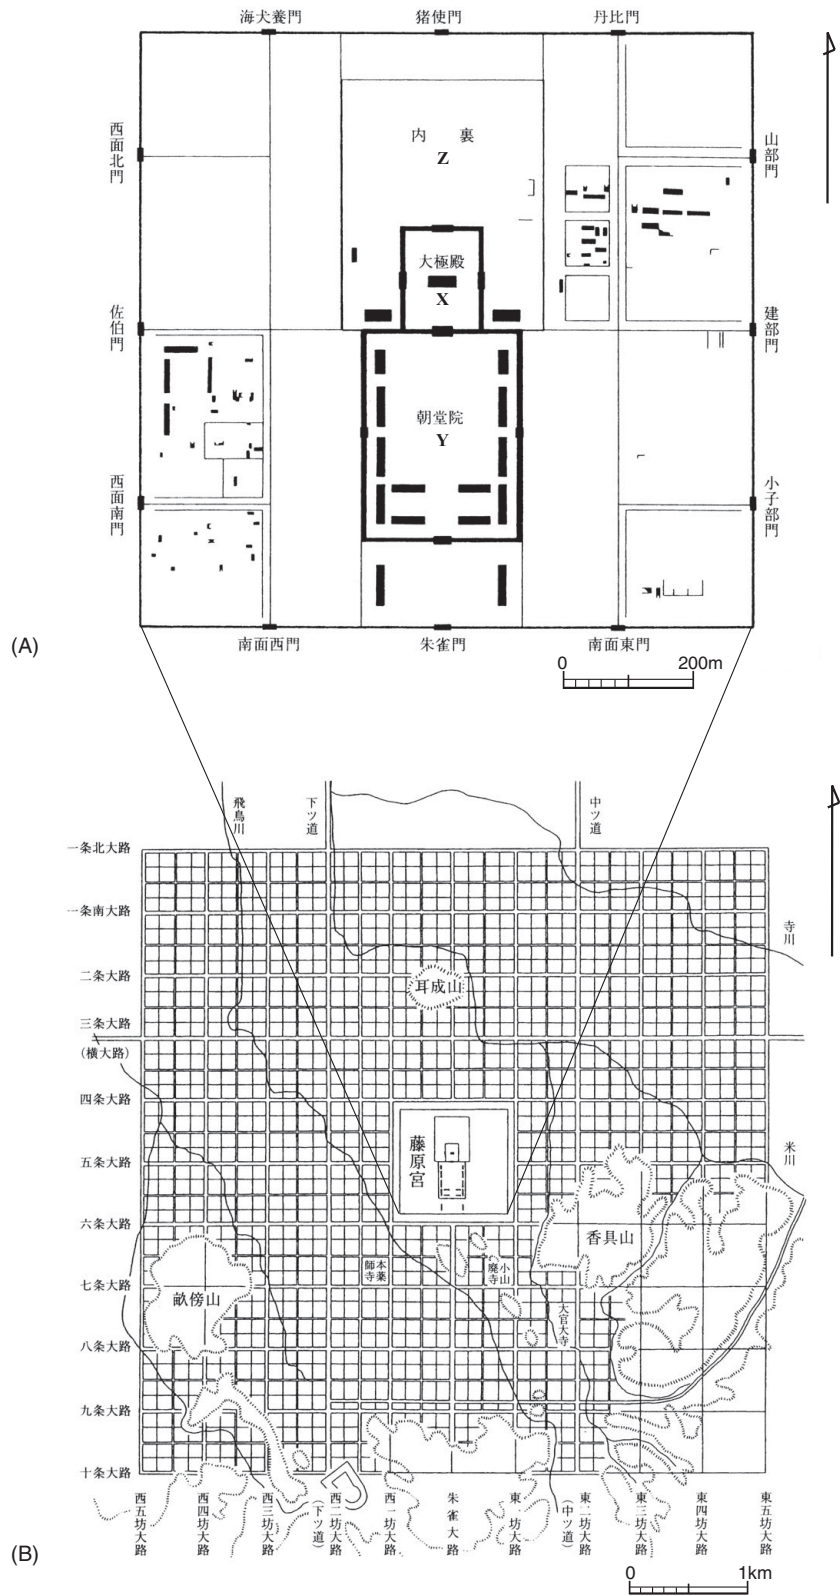 海犬養門
猪使門
丹比門
西面北門
内裏
Z
山部門
大極殿
X
佐伯門
建部門
朝堂院
Y
西面南門
小子部門
(A)
南面西門
朱雀門
南面東門
0
200m
飛鳥川
下ツ道
中ツ道
一条北大路
一条南大路
寺川
二条大路
耳成山
三条大路
(横大路)
四条大路
藤原宮
五条大路
米川
六条大路
香具山
本薬師寺
小山廃寺
七条大路
畝傍山
大官大寺
八条大路
九条大路
十条大路
西五坊大路
西四坊大路
西三坊大路
(下ツ道)
西二坊大路
西一坊大路
朱雀大路
東一坊大路
(中ツ道)
東二坊大路
東三坊大路
東四坊大路
東五坊大路
(B)
0
1km